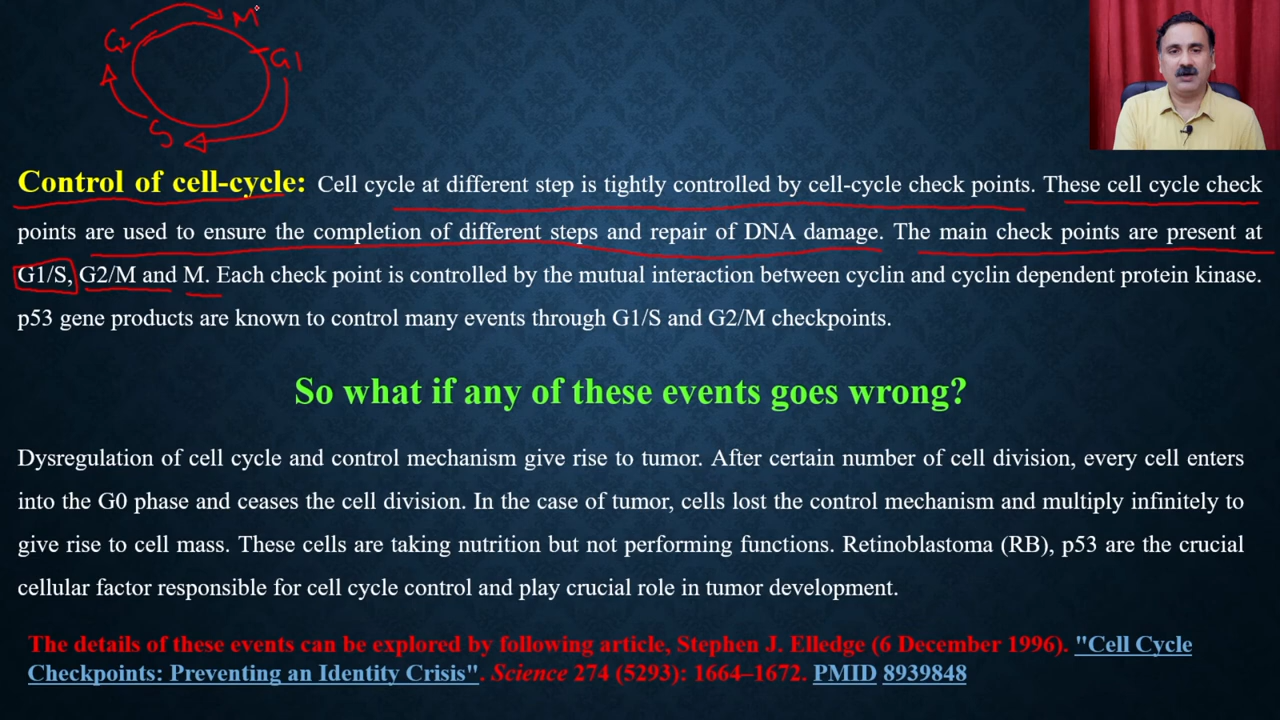 M
G2
G1
S
Control of cell-cycle: Cell cycle at different step is tightly controlled by cell-cycle check points. These cell cycle check
points are used to ensure the completion of different steps and repair of DNA damage. The main check points are present at
G1/S, G2/M and M. Each check point is controlled by the mutual interaction between cyclin and cyclin dependent protein kinase.
p53 gene products are known to control many events through G1/S and G2/M checkpoints.
So what if any of these events goes wrong?
Dysregulation of cell cycle and control mechanism give rise to tumor. After certain number of cell division, every cell enters
into the G0 phase and ceases the cell division. In the case of tumor, cells lost the control mechanism and multiply infinitely to
give rise to cell mass. These cells are taking nutrition but not performing functions. Retinoblastoma (RB), p53 are the crucial
cellular factor responsible for cell cycle control and play crucial role in tumor development.
The details of these events can be explored by following article, Stephen J. Elledge (6 December 1996). "Cell Cycle
Checkpoints: Preventing an Identity Crisis". Science 274 (5293): 1664–1672. PMID 8939848